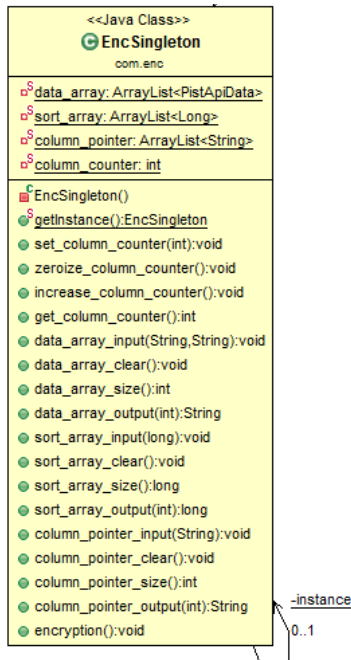 <<Java Class>>
EncSingleton
com.enc
data_array: ArrayList<PistApiData>
sort_array: ArrayList<Long>
column_pointer: ArrayList<String>
column_counter: int
EncSingleton()
getInstance():EncSingleton
set_column_counter(int):void
zeroize_column_counter():void
increase_column_counter():void
get_column_counter():int
data_array_input(String,String):void
data_array_clear():void
data_array_size():int
data_array_output(int):String
sort_array_input(long):void
sort_array_clear():void
sort_array_size():long
sort_array_output(int):long
column_pointer_input(String):void
column_pointer_clear():void
column_pointer_size():int
column_pointer_output(int):String
encryption():void
-instance
0..1